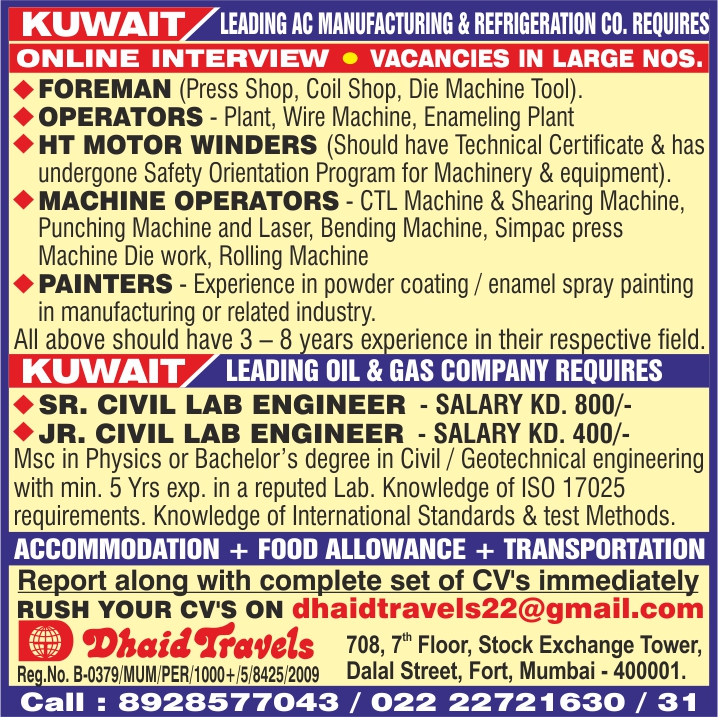 KUWAIT LEADING AC MANUFACTURING & REFRIGERATION CO. REQUIRES
ONLINE INTERVIEW • VACANCIES IN LARGE NOS.
◆ FOREMAN (Press Shop, Coil Shop, Die Machine Tool).
◆ OPERATORS - Plant, Wire Machine, Enameling Plant
◆ HT MOTOR WINDERS (Should have Technical Certificate & has
undergone Safety Orientation Program for Machinery & equipment).
◆ MACHINE OPERATORS - CTL Machine & Shearing Machine,
Punching Machine and Laser, Bending Machine, Simpac press
Machine Die work, Rolling Machine
◆ PAINTERS - Experience in powder coating / enamel spray painting
in manufacturing or related industry.
All above should have 3 – 8 years experience in their respective field.
KUWAIT LEADING OIL & GAS COMPANY REQUIRES
◆ SR. CIVIL LAB ENGINEER - SALARY KD. 800/-
◆ JR. CIVIL LAB ENGINEER - SALARY KD. 400/-
Msc in Physics or Bachelor's degree in Civil / Geotechnical engineering
with min. 5 Yrs exp. in a reputed Lab. Knowledge of ISO 17025
requirements. Knowledge of International Standards & test Methods.
ACCOMMODATION + FOOD ALLOWANCE + TRANSPORTATION
Report along with complete set of CV's immediately
RUSH YOUR CV'S ON dhaidtravels22@gmail.com
D Dhaid Travels
Reg.No. B-0379/MUM/PER/1000+/5/8425/2009
708, 7th Floor, Stock Exchange Tower,
Dalal Street, Fort, Mumbai - 400001.
Call : 8928577043 / 022 22721630 / 31